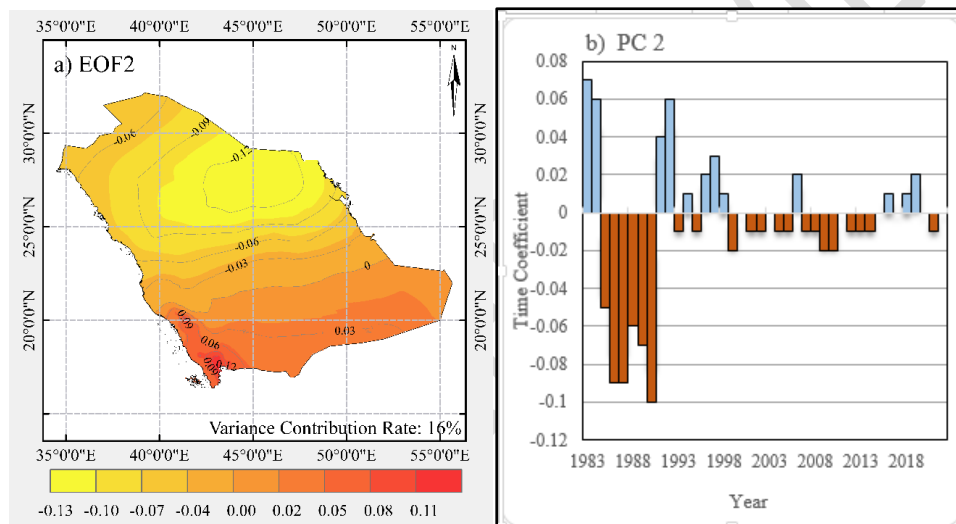 35°0'0"E 40°0'0"E 45°0'0"E 50°0'0"E 55°0'0"E
a) EOF2
N
30°0'0"N
25°0'0"N
20°0'0"N
30°0'0"N
25°0'0"N
20°0'0"N
-0.06
-0.09
-0.12
-0.06
-0.03
0
0.03
0.09
0.06
0.12
0.09
Variance Contribution Rate: 16%
35°0'0"E 40°0'0"E 45°0'0"E 50°0'0"E 55°0'0"E
-0.13 -0.10 -0.07 -0.04 0.00 0.02 0.05 0.08 0.11
b) PC 2
Time Coefficient
0.08
0.06
0.04
0.02
0
-0.02
-0.04
-0.06
-0.08
-0.1
-0.12
1983 1988 1993 1998 2003 2008 2013 2018
Year